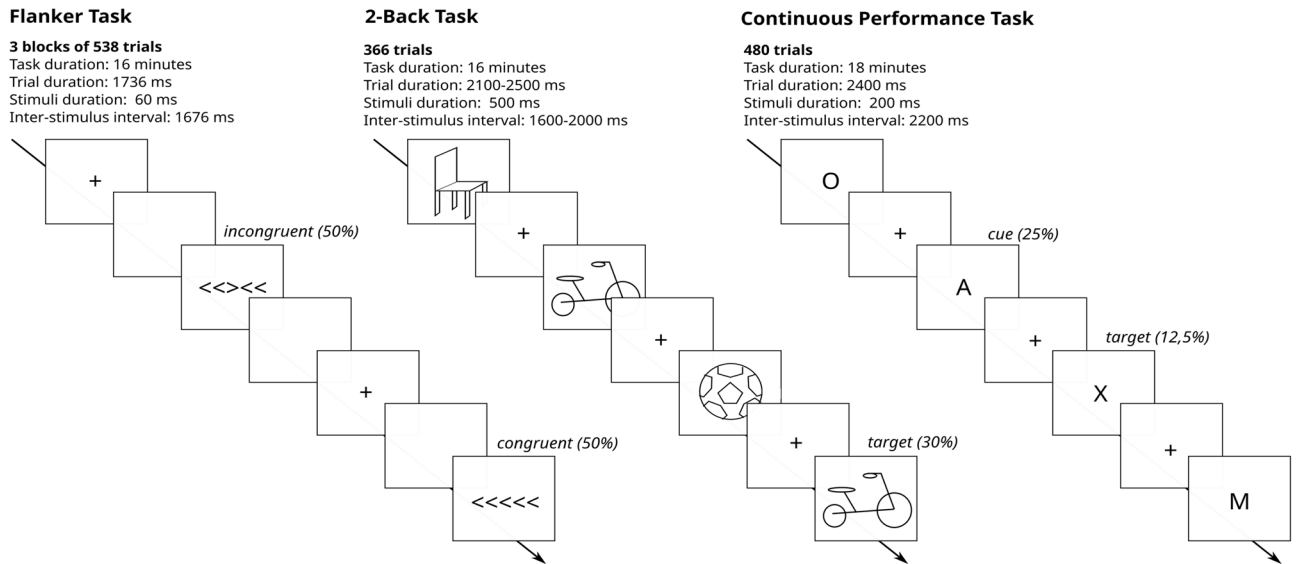 Flanker Task
3 blocks of 538 trials
Task duration: 16 minutes
Trial duration: 1736 ms
Stimuli duration:  60 ms
Inter-stimulus interval: 1676 ms
+
incongruent (50%)
<<><<
+
congruent (50%)
<<<<<
2-Back Task
366 trials
Task duration: 16 minutes
Trial duration: 2100-2500 ms
Stimuli duration:  500 ms
Inter-stimulus interval: 1600-2000 ms
+
+
+
target (30%)
Continuous Performance Task
480 trials
Task duration: 18 minutes
Trial duration: 2400 ms
Stimuli duration:  200 ms
Inter-stimulus interval: 2200 ms
O
+
cue (25%)
A
+
target (12,5%)
X
+
M